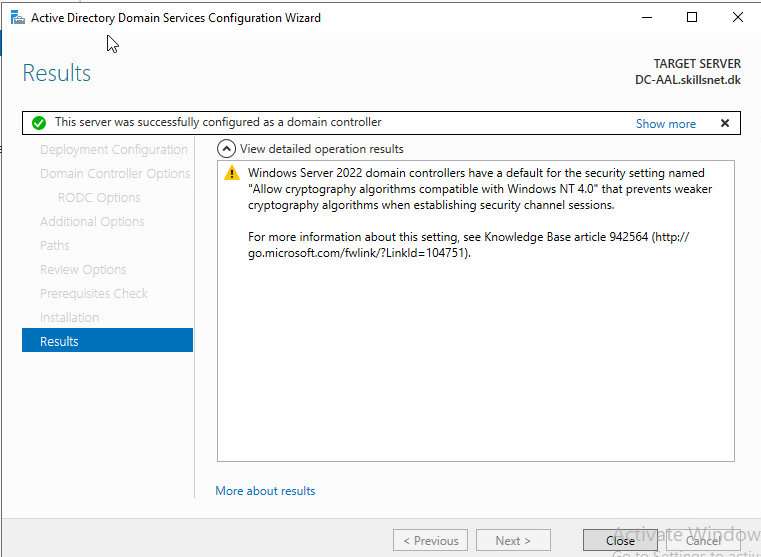 Active Directory Domain Services Configuration Wizard
Results
TARGET SERVER
DC-AAL.skillsnet.dk
This server was successfully configured as a domain controller
Show more
Deployment Configuration
Domain Controller Options
RODC Options
Additional Options
Paths
Review Options
Prerequisites Check
Installation
Results
View detailed operation results
Windows Server 2022 domain controllers have a default for the security setting named
"Allow cryptography algorithms compatible with Windows NT 4.0" that prevents weaker
cryptography algorithms when establishing security channel sessions.
For more information about this setting, see Knowledge Base article 942564 (http://
go.microsoft.com/fwlink/?LinkId=104751).
More about results
< Previous
Next >
Close
Cancel
Activate Window
Go to Settings to activ